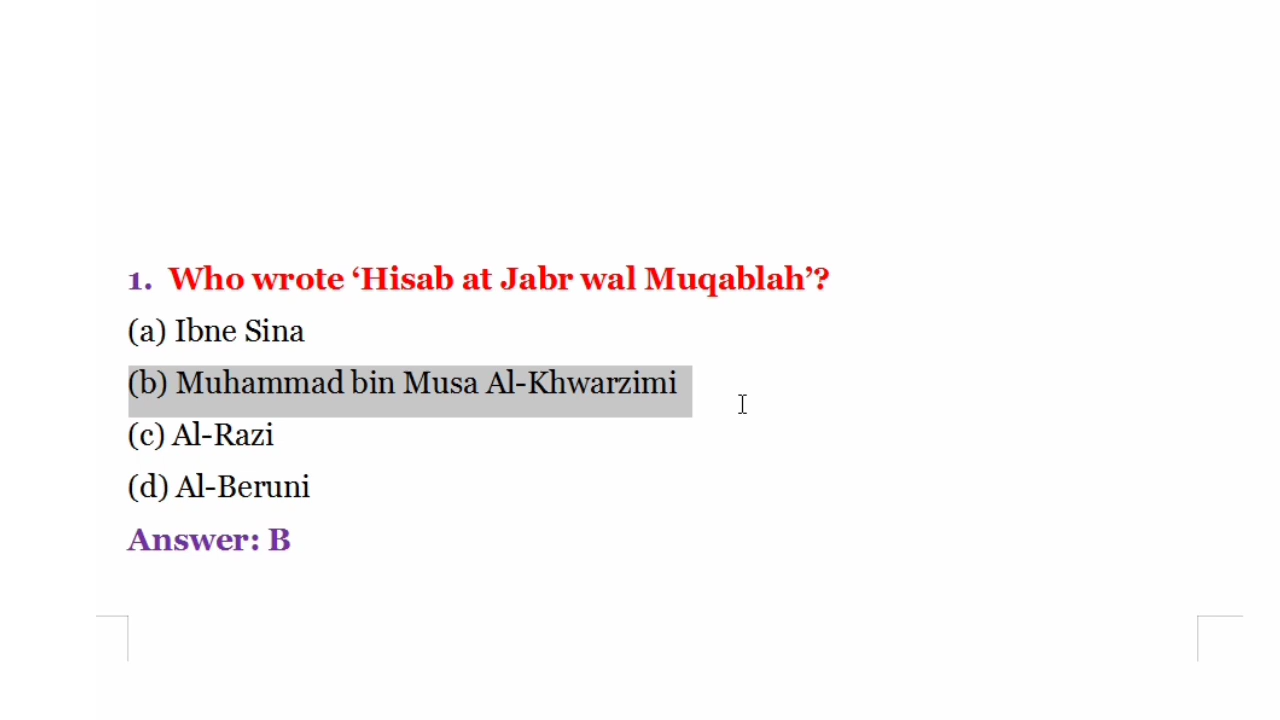 1. Who wrote ‘Hisab at Jabr wal Muqablah’?
(a) Ibne Sina
(b) Muhammad bin Musa Al-Khwarzimi
(c) Al-Razi
(d) Al-Beruni
Answer: B